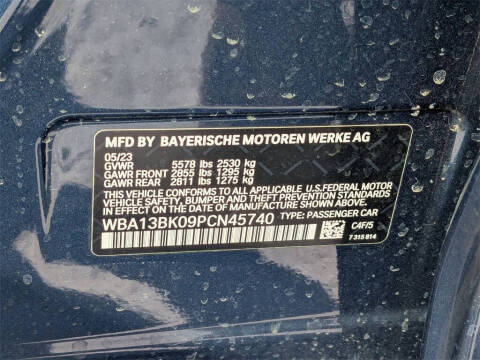 MFD BY BAYERISCHE MOTOREN WERKE AG
05/23
GVWR 5578 lbs 2530 kg
GAWR FRONT 2855 lbs 1295 kg
GAWR REAR 2811 lbs 1275 kg
THIS VEHICLE CONFORMS TO ALL APPLICABLE U.S.FEDERAL MOTOR
VEHICLE SAFETY, BUMPER AND THEFT PREVENTION STANDARDS
IN EFFECT ON THE DATE OF MANUFACTURE SHOWN ABOVE.
WBA13BK09PCN45740 TYPE: PASSENGER CAR
C4F/5
7 315 814